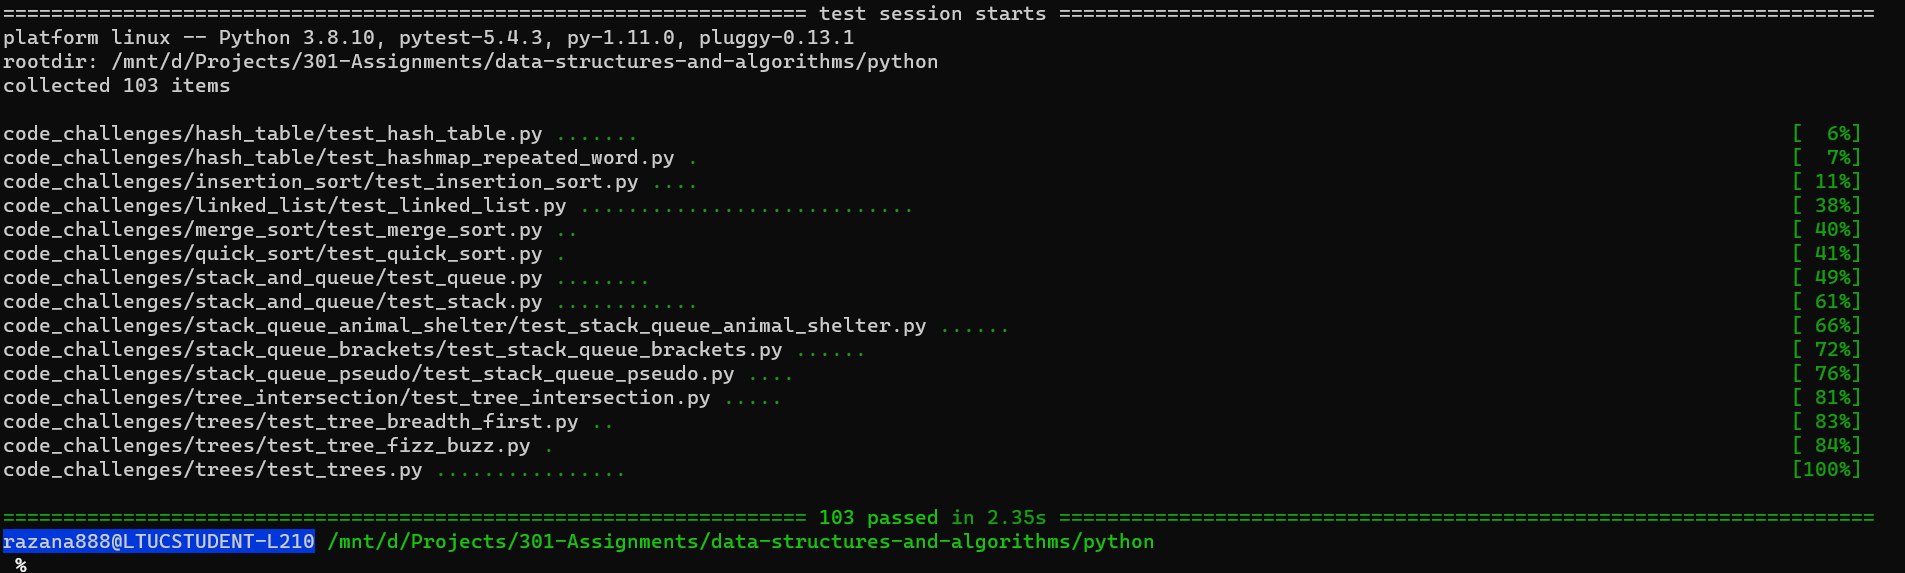 =================================================================== test session starts ====================================================================
platform linux -- Python 3.8.10, pytest-5.4.3, py-1.11.0, pluggy-0.13.1
rootdir: /mnt/d/Projects/301-Assignments/data-structures-and-algorithms/python
collected 103 items

code_challenges/hash_table/test_hash_table.py ....... [  6%]
code_challenges/hash_table/test_hashmap_repeated_word.py . [  7%]
code_challenges/insertion_sort/test_insertion_sort.py .... [ 11%]
code_challenges/linked_list/test_linked_list.py ............................ [ 38%]
code_challenges/merge_sort/test_merge_sort.py .. [ 40%]
code_challenges/quick_sort/test_quick_sort.py . [ 41%]
code_challenges/stack_and_queue/test_queue.py ........ [ 49%]
code_challenges/stack_and_queue/test_stack.py ............ [ 61%]
code_challenges/stack_queue_animal_shelter/test_stack_queue_animal_shelter.py ...... [ 66%]
code_challenges/stack_queue_brackets/test_stack_queue_brackets.py ...... [ 72%]
code_challenges/stack_queue_pseudo/test_stack_queue_pseudo.py .... [ 76%]
code_challenges/tree_intersection/test_tree_intersection.py ..... [ 81%]
code_challenges/trees/test_tree_breadth_first.py .. [ 83%]
code_challenges/trees/test_tree_fizz_buzz.py . [ 84%]
code_challenges/trees/test_trees.py ................ [100%]

=================================================================== 103 passed in 2.35s ====================================================================
razana888@LTUCSTUDENT-L210 /mnt/d/Projects/301-Assignments/data-structures-and-algorithms/python
%